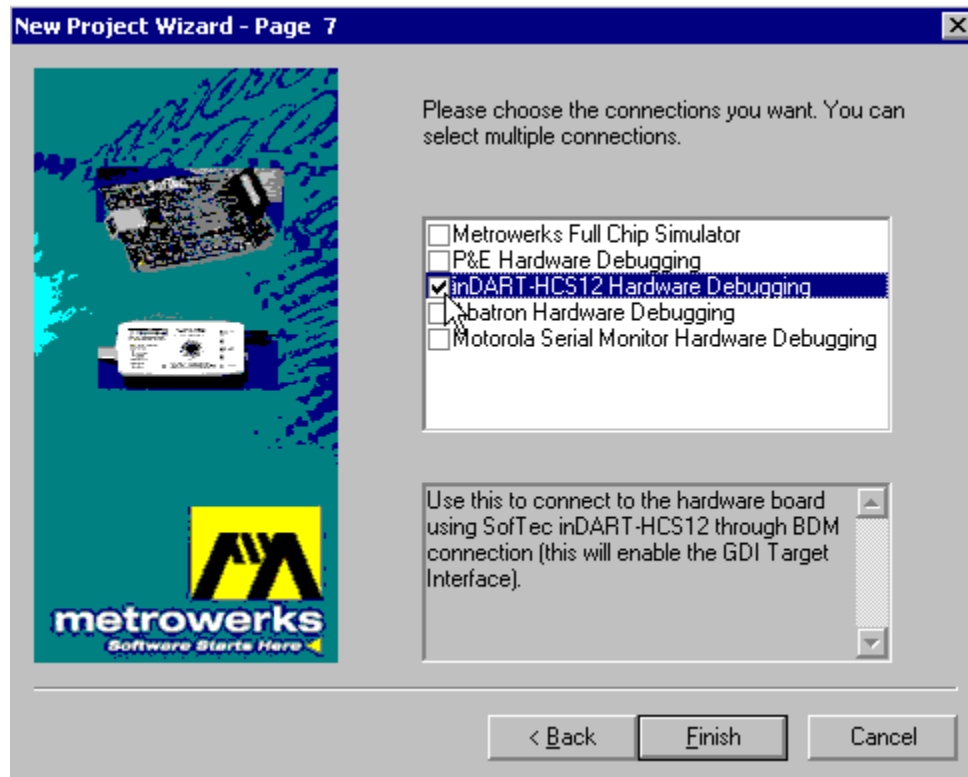 New Project Wizard - Page 7
Please choose the connections you want. You can
select multiple connections.
Metrowerks Full Chip Simulator
P&E Hardware Debugging
inDART-HCS12 Hardware Debugging
Abatron Hardware Debugging
Motorola Serial Monitor Hardware Debugging
Use this to connect to the hardware board
using SofTec inDART-HCS12 through BDM
connection (this will enable the GDI Target
Interface).
SofTec
metrowerks
Software Starts Here
< Back
Finish
Cancel